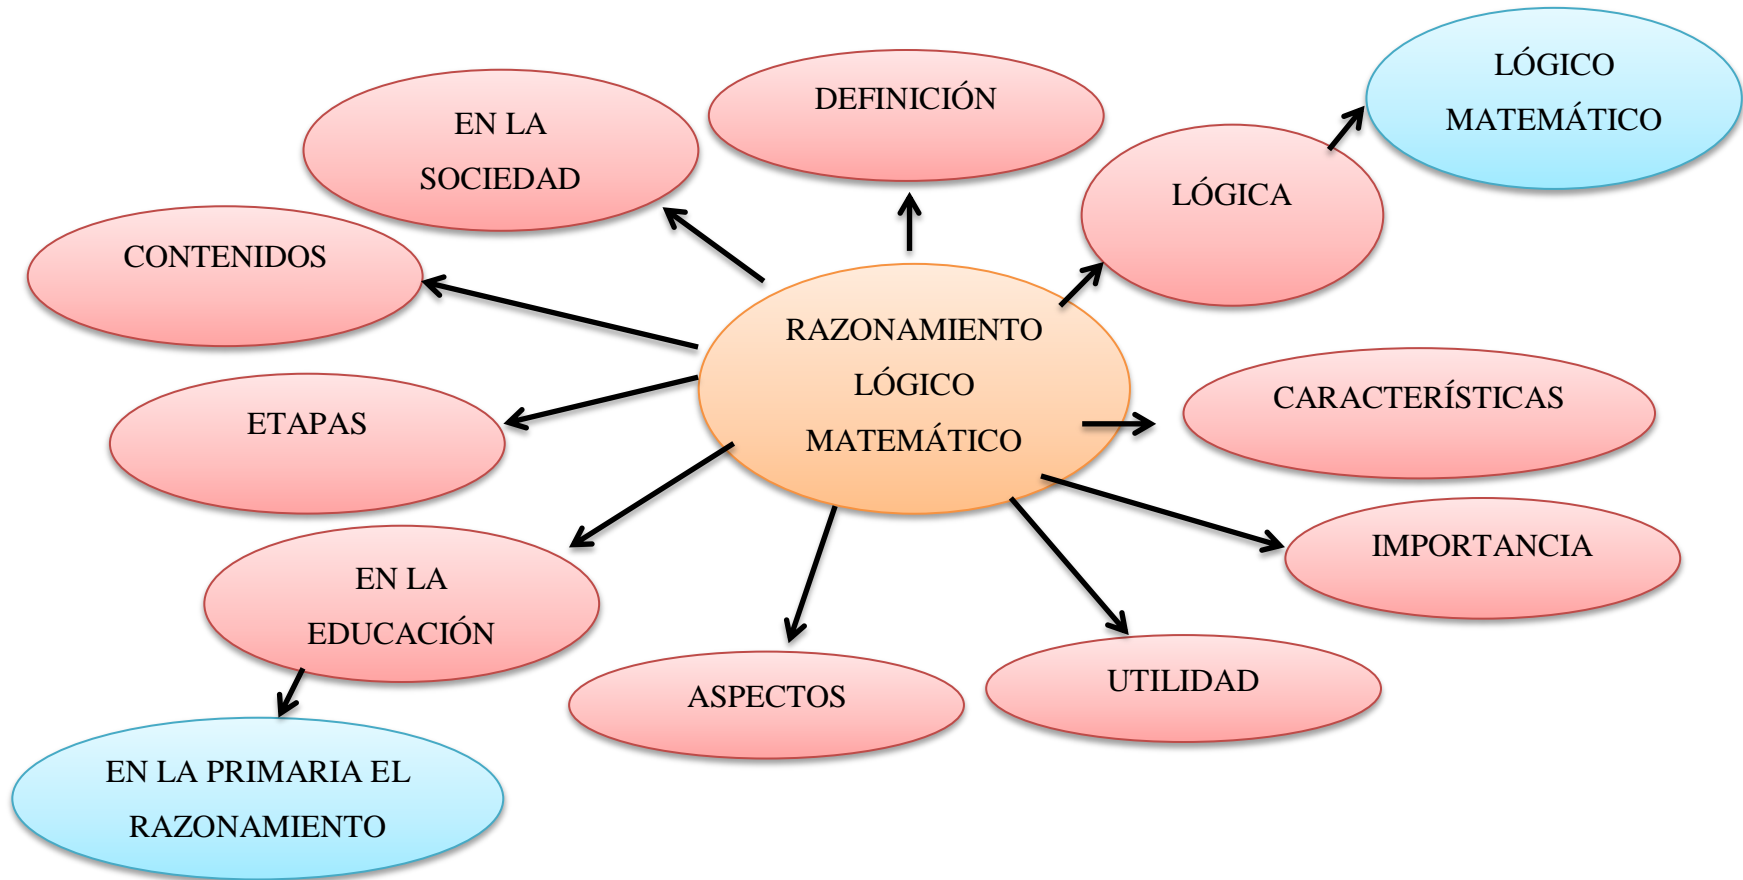 LÓGICO
MATEMÁTICO
DEFINICIÓN
EN LA
SOCIEDAD
LÓGICA
CONTENIDOS
RAZONAMIENTO
LÓGICO
MATEMÁTICO
CARACTERÍSTICAS
ETAPAS
IMPORTANCIA
EN LA
EDUCACIÓN
UTILIDAD
ASPECTOS
EN LA PRIMARIA EL
RAZONAMIENTO